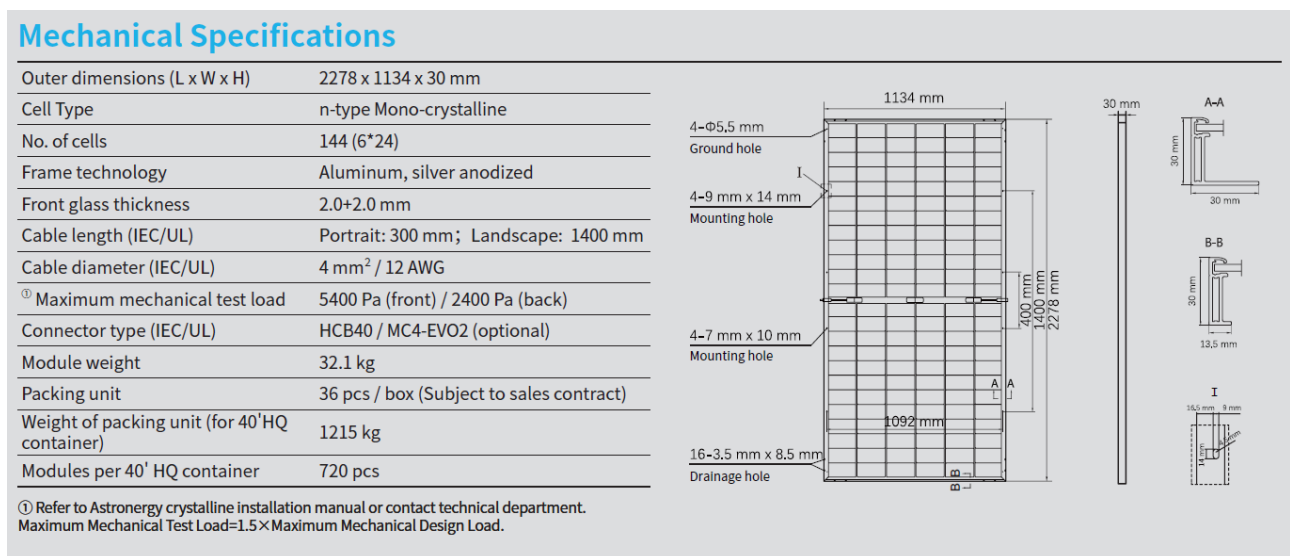 Mechanical Specifications
Outer dimensions (L x W x H) 2278 x 1134 x 30 mm
Cell Type n-type Mono-crystalline
No. of cells 144 (6*24)
Frame technology Aluminum, silver anodized
Front glass thickness 2.0+2.0 mm
Cable length (IEC/UL) Portrait: 300 mm；Landscape: 1400 mm
Cable diameter (IEC/UL) 4 mm² / 12 AWG
① Maximum mechanical test load 5400 Pa (front) / 2400 Pa (back)
Connector type (IEC/UL) HCB40 / MC4-EVO2 (optional)
Module weight 32.1 kg
Packing unit 36 pcs / box (Subject to sales contract)
Weight of packing unit (for 40'HQ
container) 1215 kg
Modules per 40' HQ container 720 pcs
① Refer to Astronergy crystalline installation manual or contact technical department.
Maximum Mechanical Test Load=1.5×Maximum Mechanical Design Load.
1134 mm
4-Φ5.5 mm
Ground hole
I
4-9 mm x 14 mm
Mounting hole
400 mm
1400 mm
2278 mm
4-7 mm x 10 mm
Mounting hole
A A
1092 mm
16-3.5 mm x 8.5 mm
Drainage hole
B
B
30 mm
A-A
30 mm
30 mm
B-B
30 mm
13,5 mm
I
16,5 mm 9 mm
14 mm